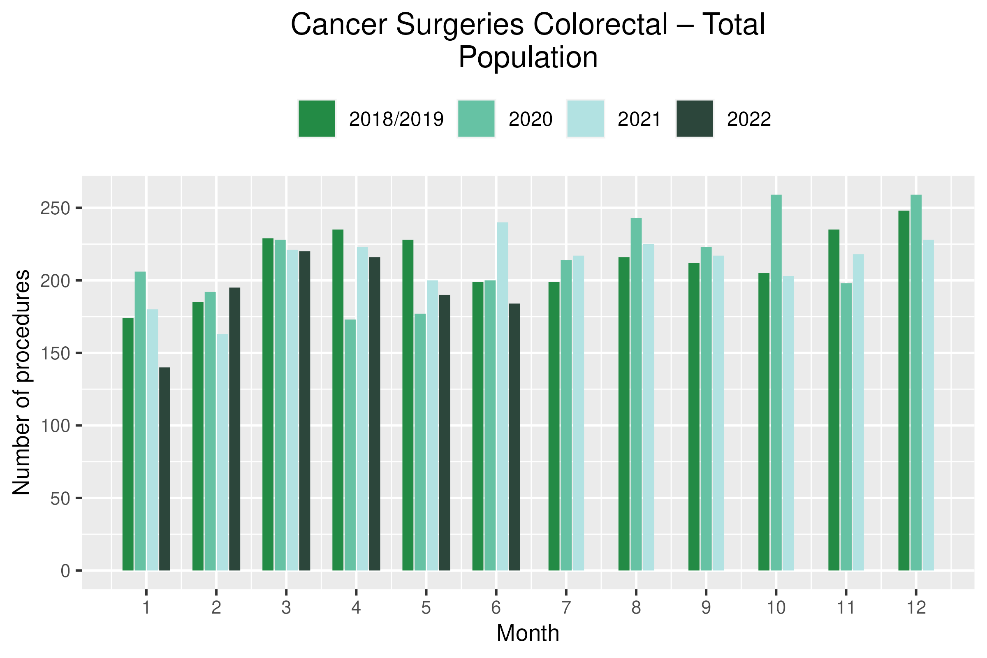 Cancer Surgeries Colorectal – Total
Population
2018/2019 2020 2021 2022
Number of procedures
250
200
150
100
50
0
1 2 3 4 5 6 7 8 9 10 11 12
Month